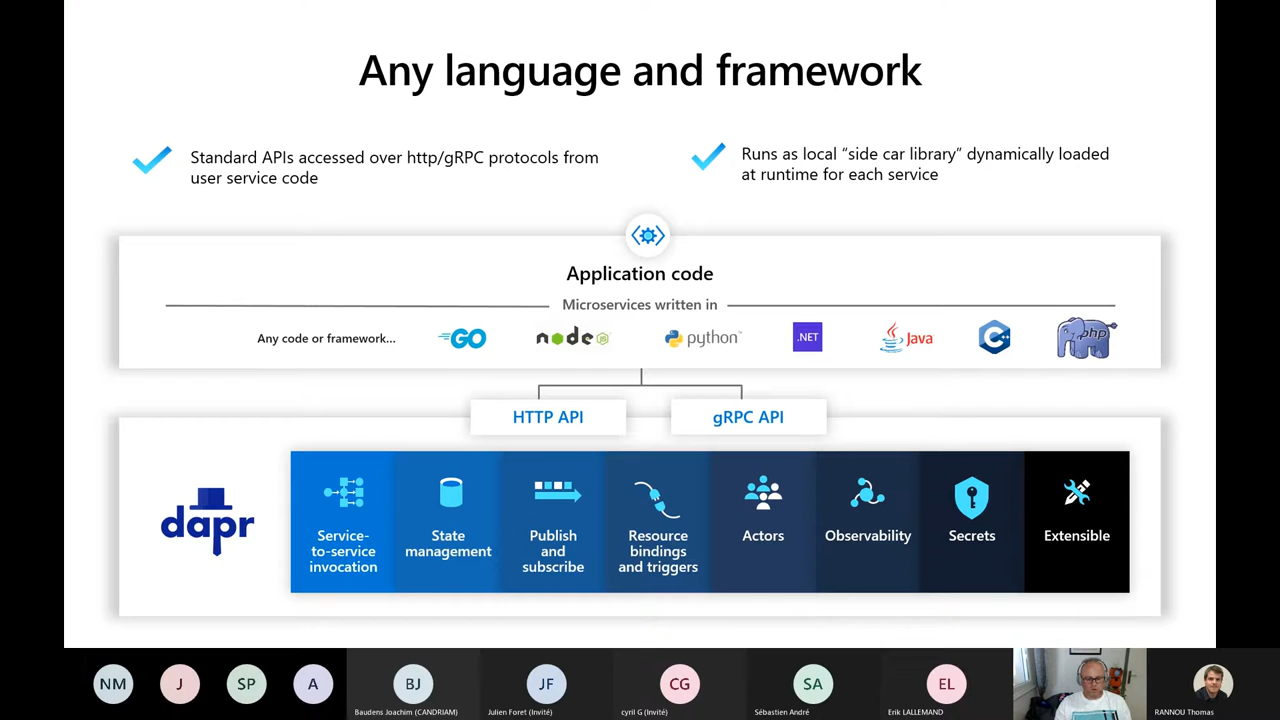 Any language and framework
Standard APIs accessed over http/gRPC protocols from
user service code
Runs as local “side car library” dynamically loaded
at runtime for each service
Application code
Microservices written in
Any code or framework...
GO
node
JS
python™
.NET
Java
C++
php
HTTP API
gRPC API
dapr
Service-
to-service
invocation
State
management
Publish
and
subscribe
Resource
bindings
and triggers
Actors
Observability
Secrets
Extensible
NM
J
SP
A
BJ
Baudens Joachim (CANDRIAM)
JF
Julien Foret (Invité)
CG
cyril G (Invité)
SA
Sébastien André
EL
Erik LALLEMAND
RANNOU Thomas